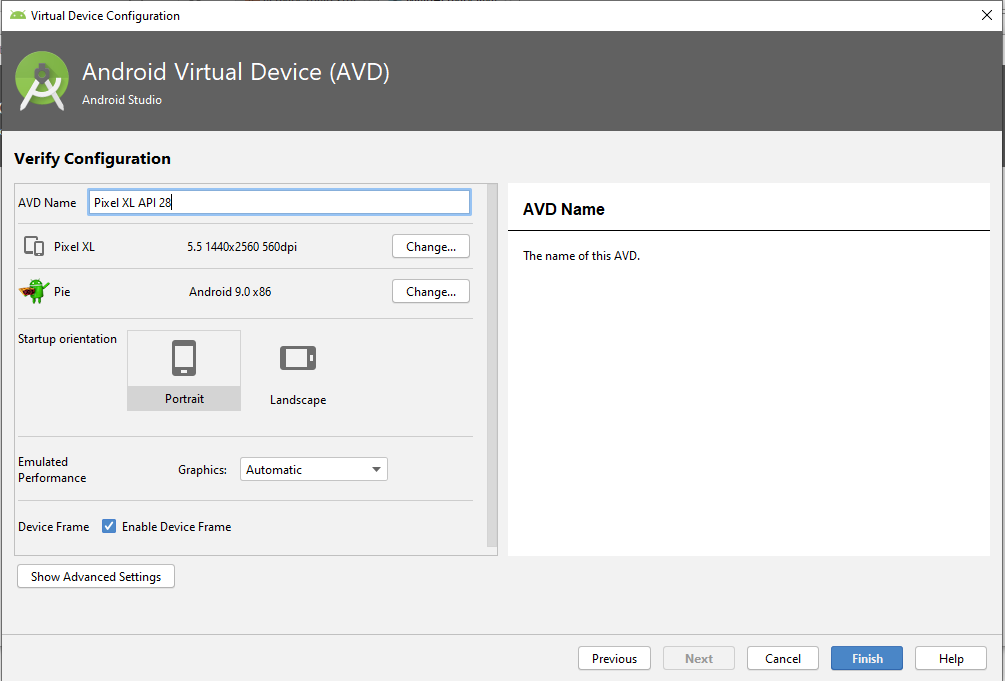 Virtual Device Configuration
Android Virtual Device (AVD)
Android Studio
Verify Configuration
AVD Name Pixel XL API 28
Pixel XL 5.5 1440x2560 560dpi Change...
Pie Android 9.0 x86 Change...
Startup orientation
Portrait
Landscape
Emulated
Performance
Graphics: Automatic
Device Frame Enable Device Frame
Show Advanced Settings
AVD Name
The name of this AVD.
Previous Next Cancel Finish Help